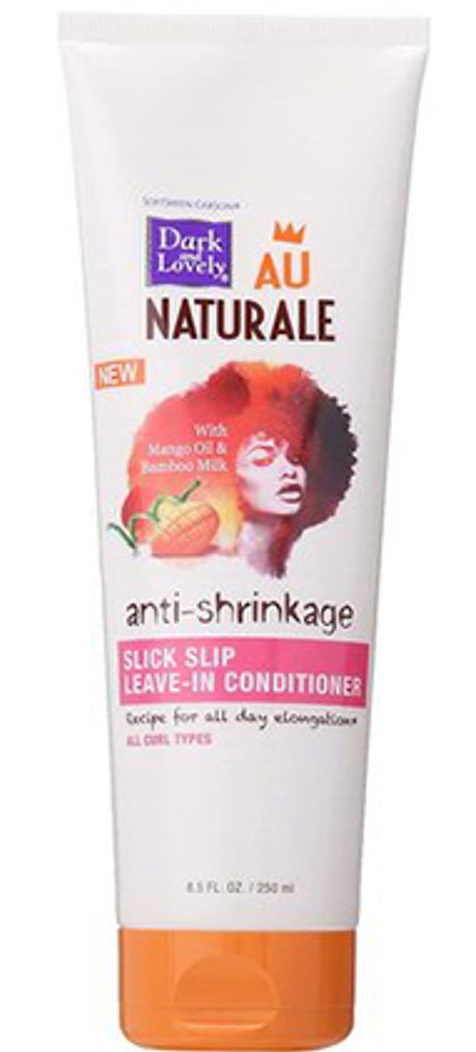 SOFTSHEEN·CARSON®
Dark
and
Lovely®
AU
NATURALE
NEW
With
Mango Oil &
Bamboo Milk
anti-shrinkage
SLICK SLIP
LEAVE-IN CONDITIONER
Recipe for all day elongation*
ALL CURL TYPES
8.5 FL. OZ. / 250 ml